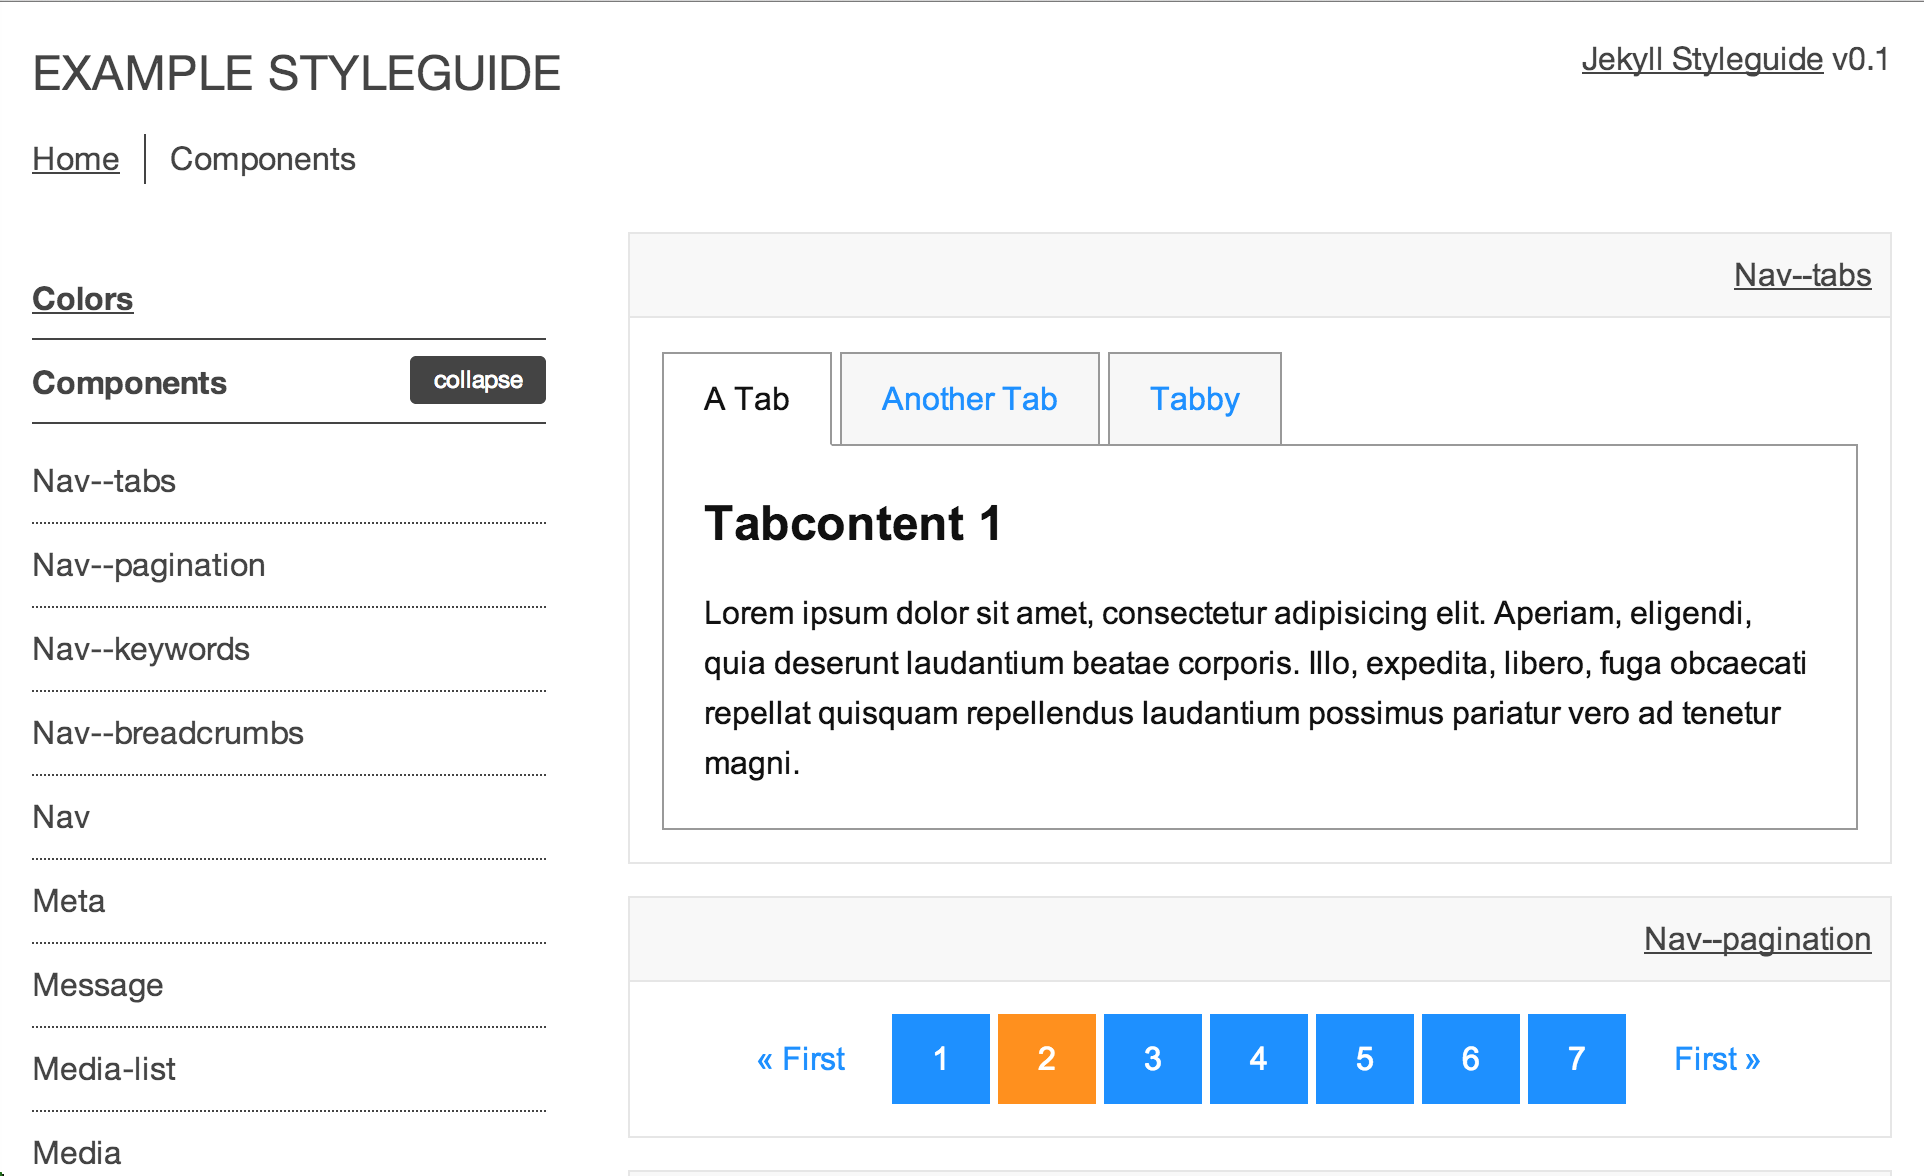 EXAMPLE STYLEGUIDE
Jekyll Styleguide v0.1
Home
Components
Colors
Components
collapse
Nav--tabs
Nav--pagination
Nav--keywords
Nav--breadcrumbs
Nav
Meta
Message
Media-list
Media
Nav--tabs
A Tab
Another Tab
Tabby
Tabcontent 1
Lorem ipsum dolor sit amet, consectetur adipisicing elit. Aperiam, eligendi,
quia deserunt laudantium beatae corporis. Illo, expedita, libero, fuga obcaecati
repellat quisquam repellendus laudantium possimus pariatur vero ad tenetur
magni.
Nav--pagination
« First 1 2 3 4 5 6 7 First »